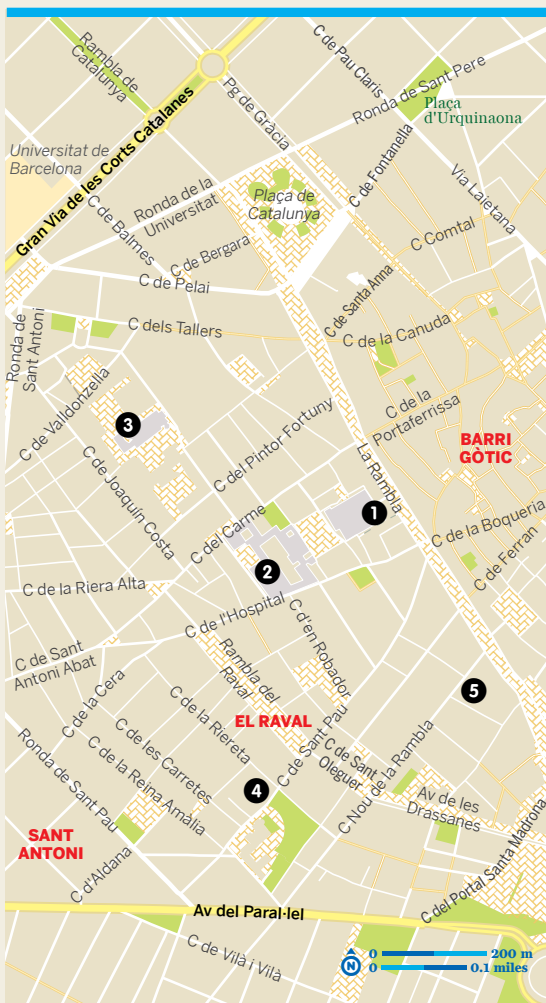 Rambla de
Catalunya
C de Pau Claris
Pg de Gràcia
Ronda de Sant Pere
Plaça
d'Urquinaona
Gran Via de les Corts Catalanes
Universitat de
Barcelona
C de Fontanella
Via Laietana
Ronda de la
Universitat
Plaça de
Catalunya
C de Balmes
C Comtal
C de Bergara
C de Pelai
C de Santa Anna
C dels Tallers
C de la Canuda
Ronda de
Sant Antoni
C de Valldonzella
3
C de la
Portaferrissa
C del Pintor Fortuny
La Rambla
BARRI
GÒTIC
C de Joaquín Costa
1
C del Carme
C de la Boqueria
C de Ferran
2
C de la Riera Alta
C de l'Hospital
C d'en Robador
C de Sant
Antoni Abat
Rambla del
Raval
C de la Cera
5
C de la Riereta
EL RAVAL
C de Sant Pau
C de les Carretes
C de la Reina Amàlia
C de Sant
Oleguer
C Nou de la Rambla
Ronda de Sant Pau
4
Av de les
Drassanes
SANT
ANTONI
C d'Aldana
C del Portal Santa Madrona
Av del Paral·lel
C de Vilà i Vilà
N
0 200 m
0 0.1 miles